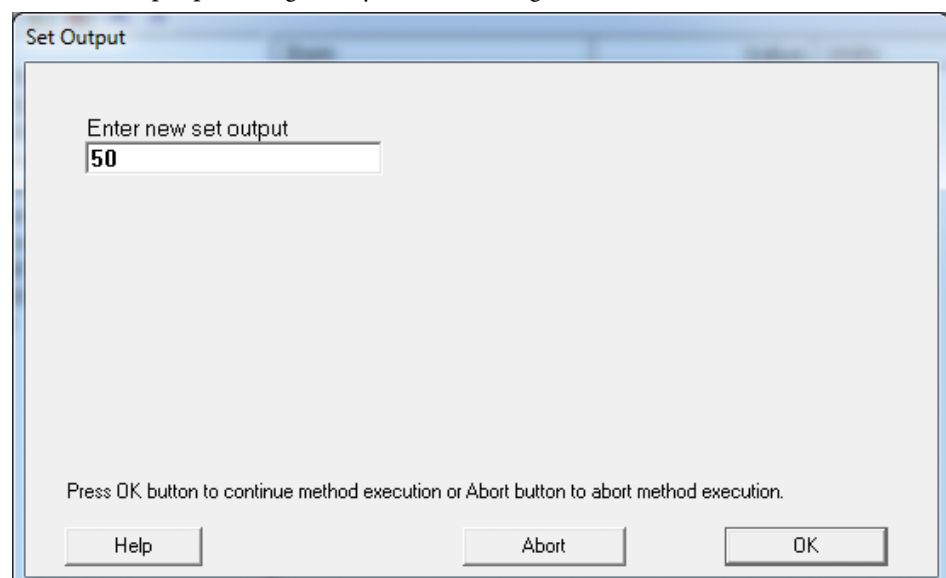 Set Output
Enter new set output
50
Press OK button to continue method execution or Abort button to abort method execution.
Help
Abort
OK